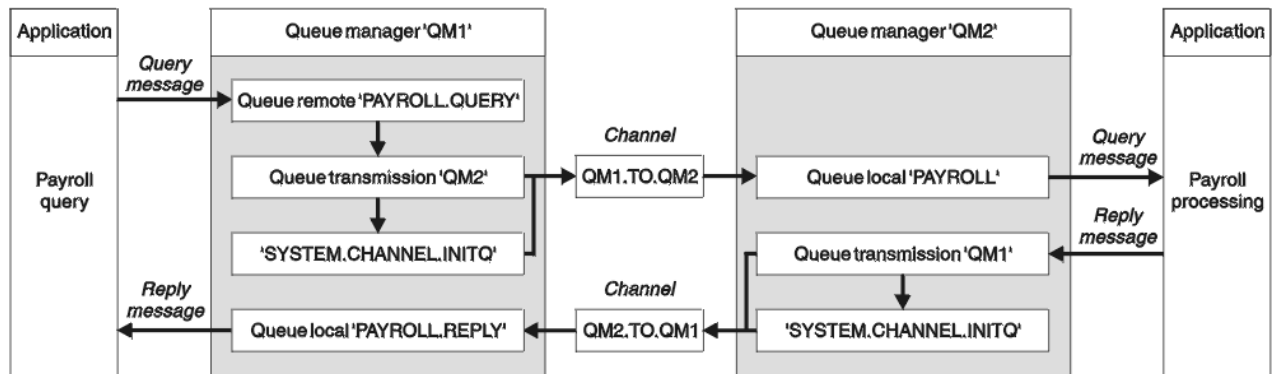 Application
Queue manager 'QM1'
Queue manager 'QM2'
Application
Query
message
Queue remote 'PAYROLL.QUERY'
Channel
Query
message
Payroll
query
Queue transmission 'QM2'
QM1.TO.QM2
Queue local 'PAYROLL'
Payroll
processing
Reply
message
'SYSTEM.CHANNEL.INITQ'
Queue transmission 'QM1'
Reply
message
Channel
Queue local 'PAYROLL.REPLY'
QM2.TO.QM1
'SYSTEM.CHANNEL.INITQ'